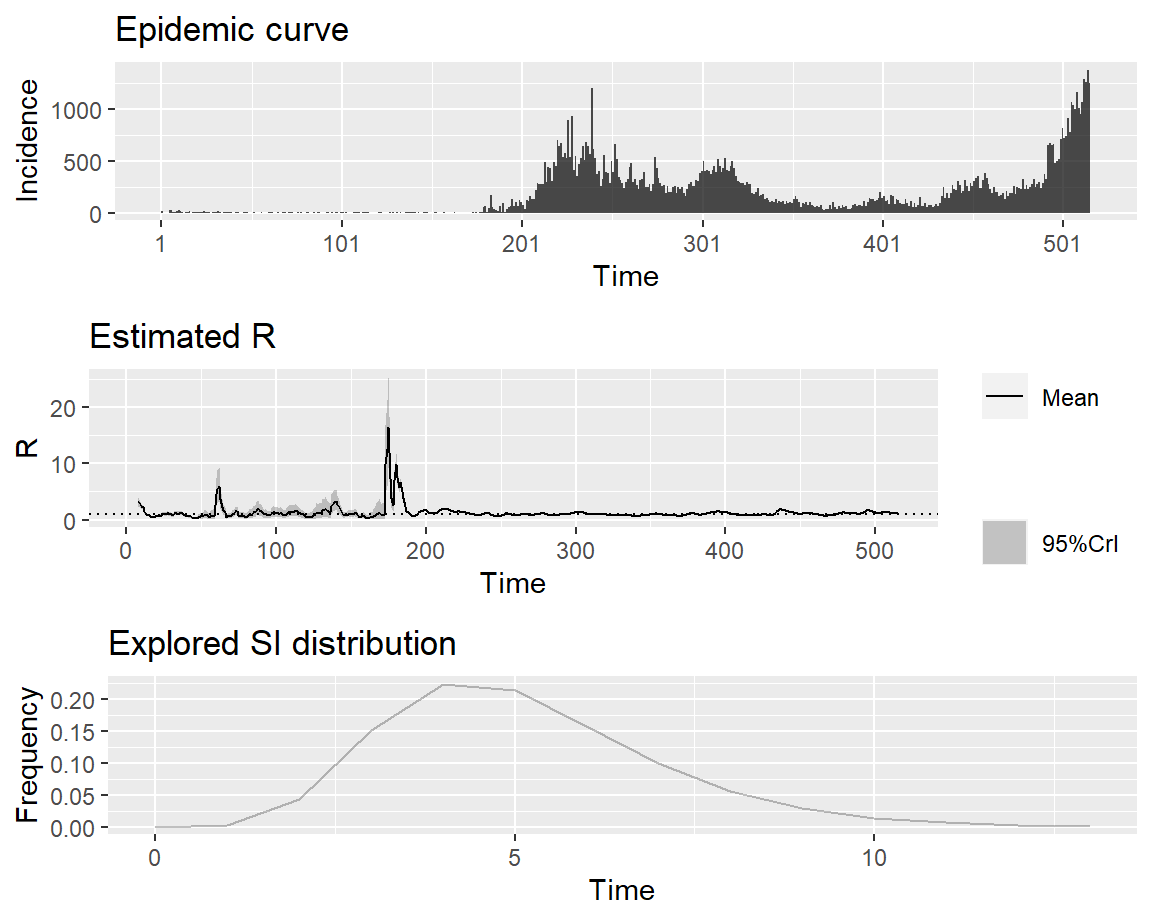 Epidemic curve
Incidence
1000
500
0
1 101 201 301 401 501
Time
Estimated R
R
20
10
0
0 100 200 300 400 500
Time
Mean
95%CrI
Explored SI distribution
Frequency
0.20
0.15
0.10
0.05
0.00
0 5 10
Time